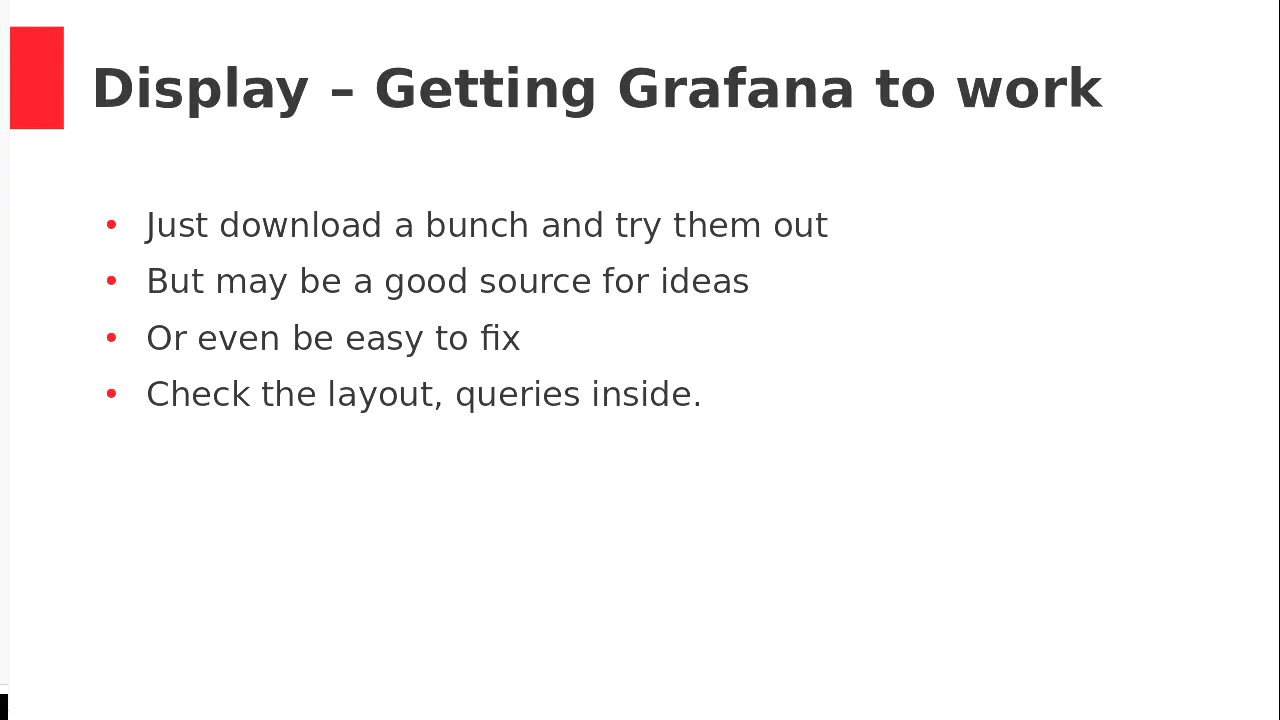 Display – Getting Grafana to work
• Just download a bunch and try them out
• But may be a good source for ideas
• Or even be easy to fix
• Check the layout, queries inside.